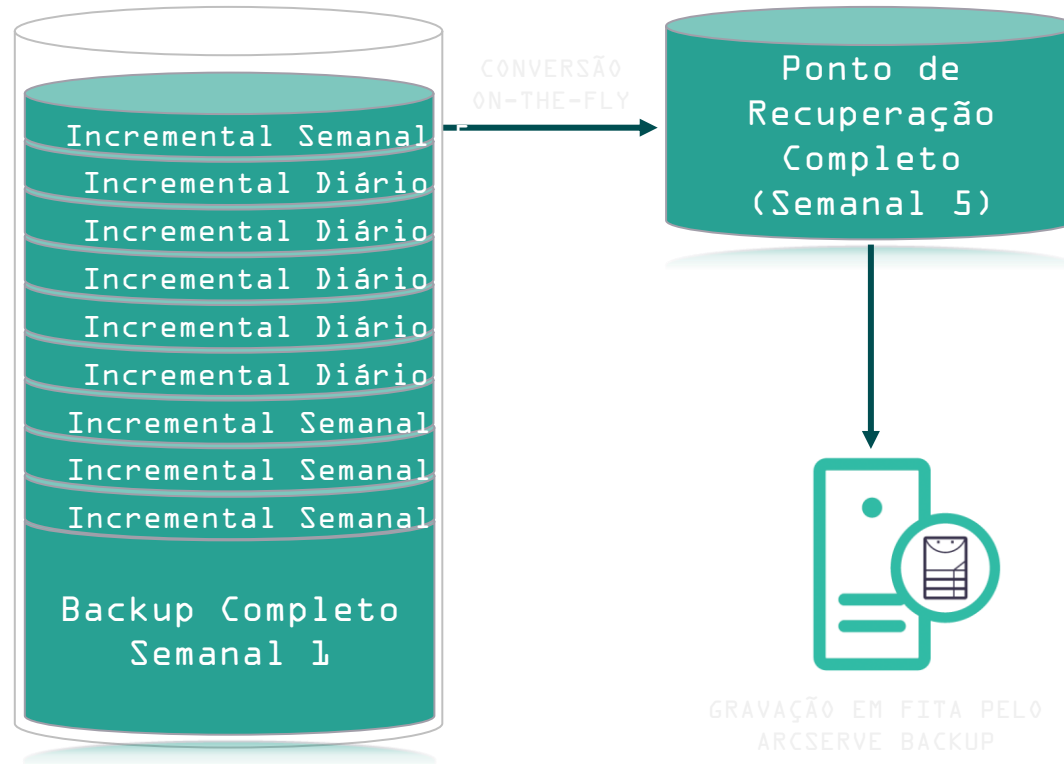 CONVERSÃO
ON-THE-FLY
Ponto de
Recuperação
Completo
(Semanal 5)
Incremental Semanal
Incremental Diário
Incremental Diário
Incremental Diário
Incremental Diário
Incremental Diário
Incremental Semanal
Incremental Semanal
Incremental Semanal
Backup Completo
Semanal 1
GRAVAÇÃO EM FITA PELO
ARCSERVE BACKUP